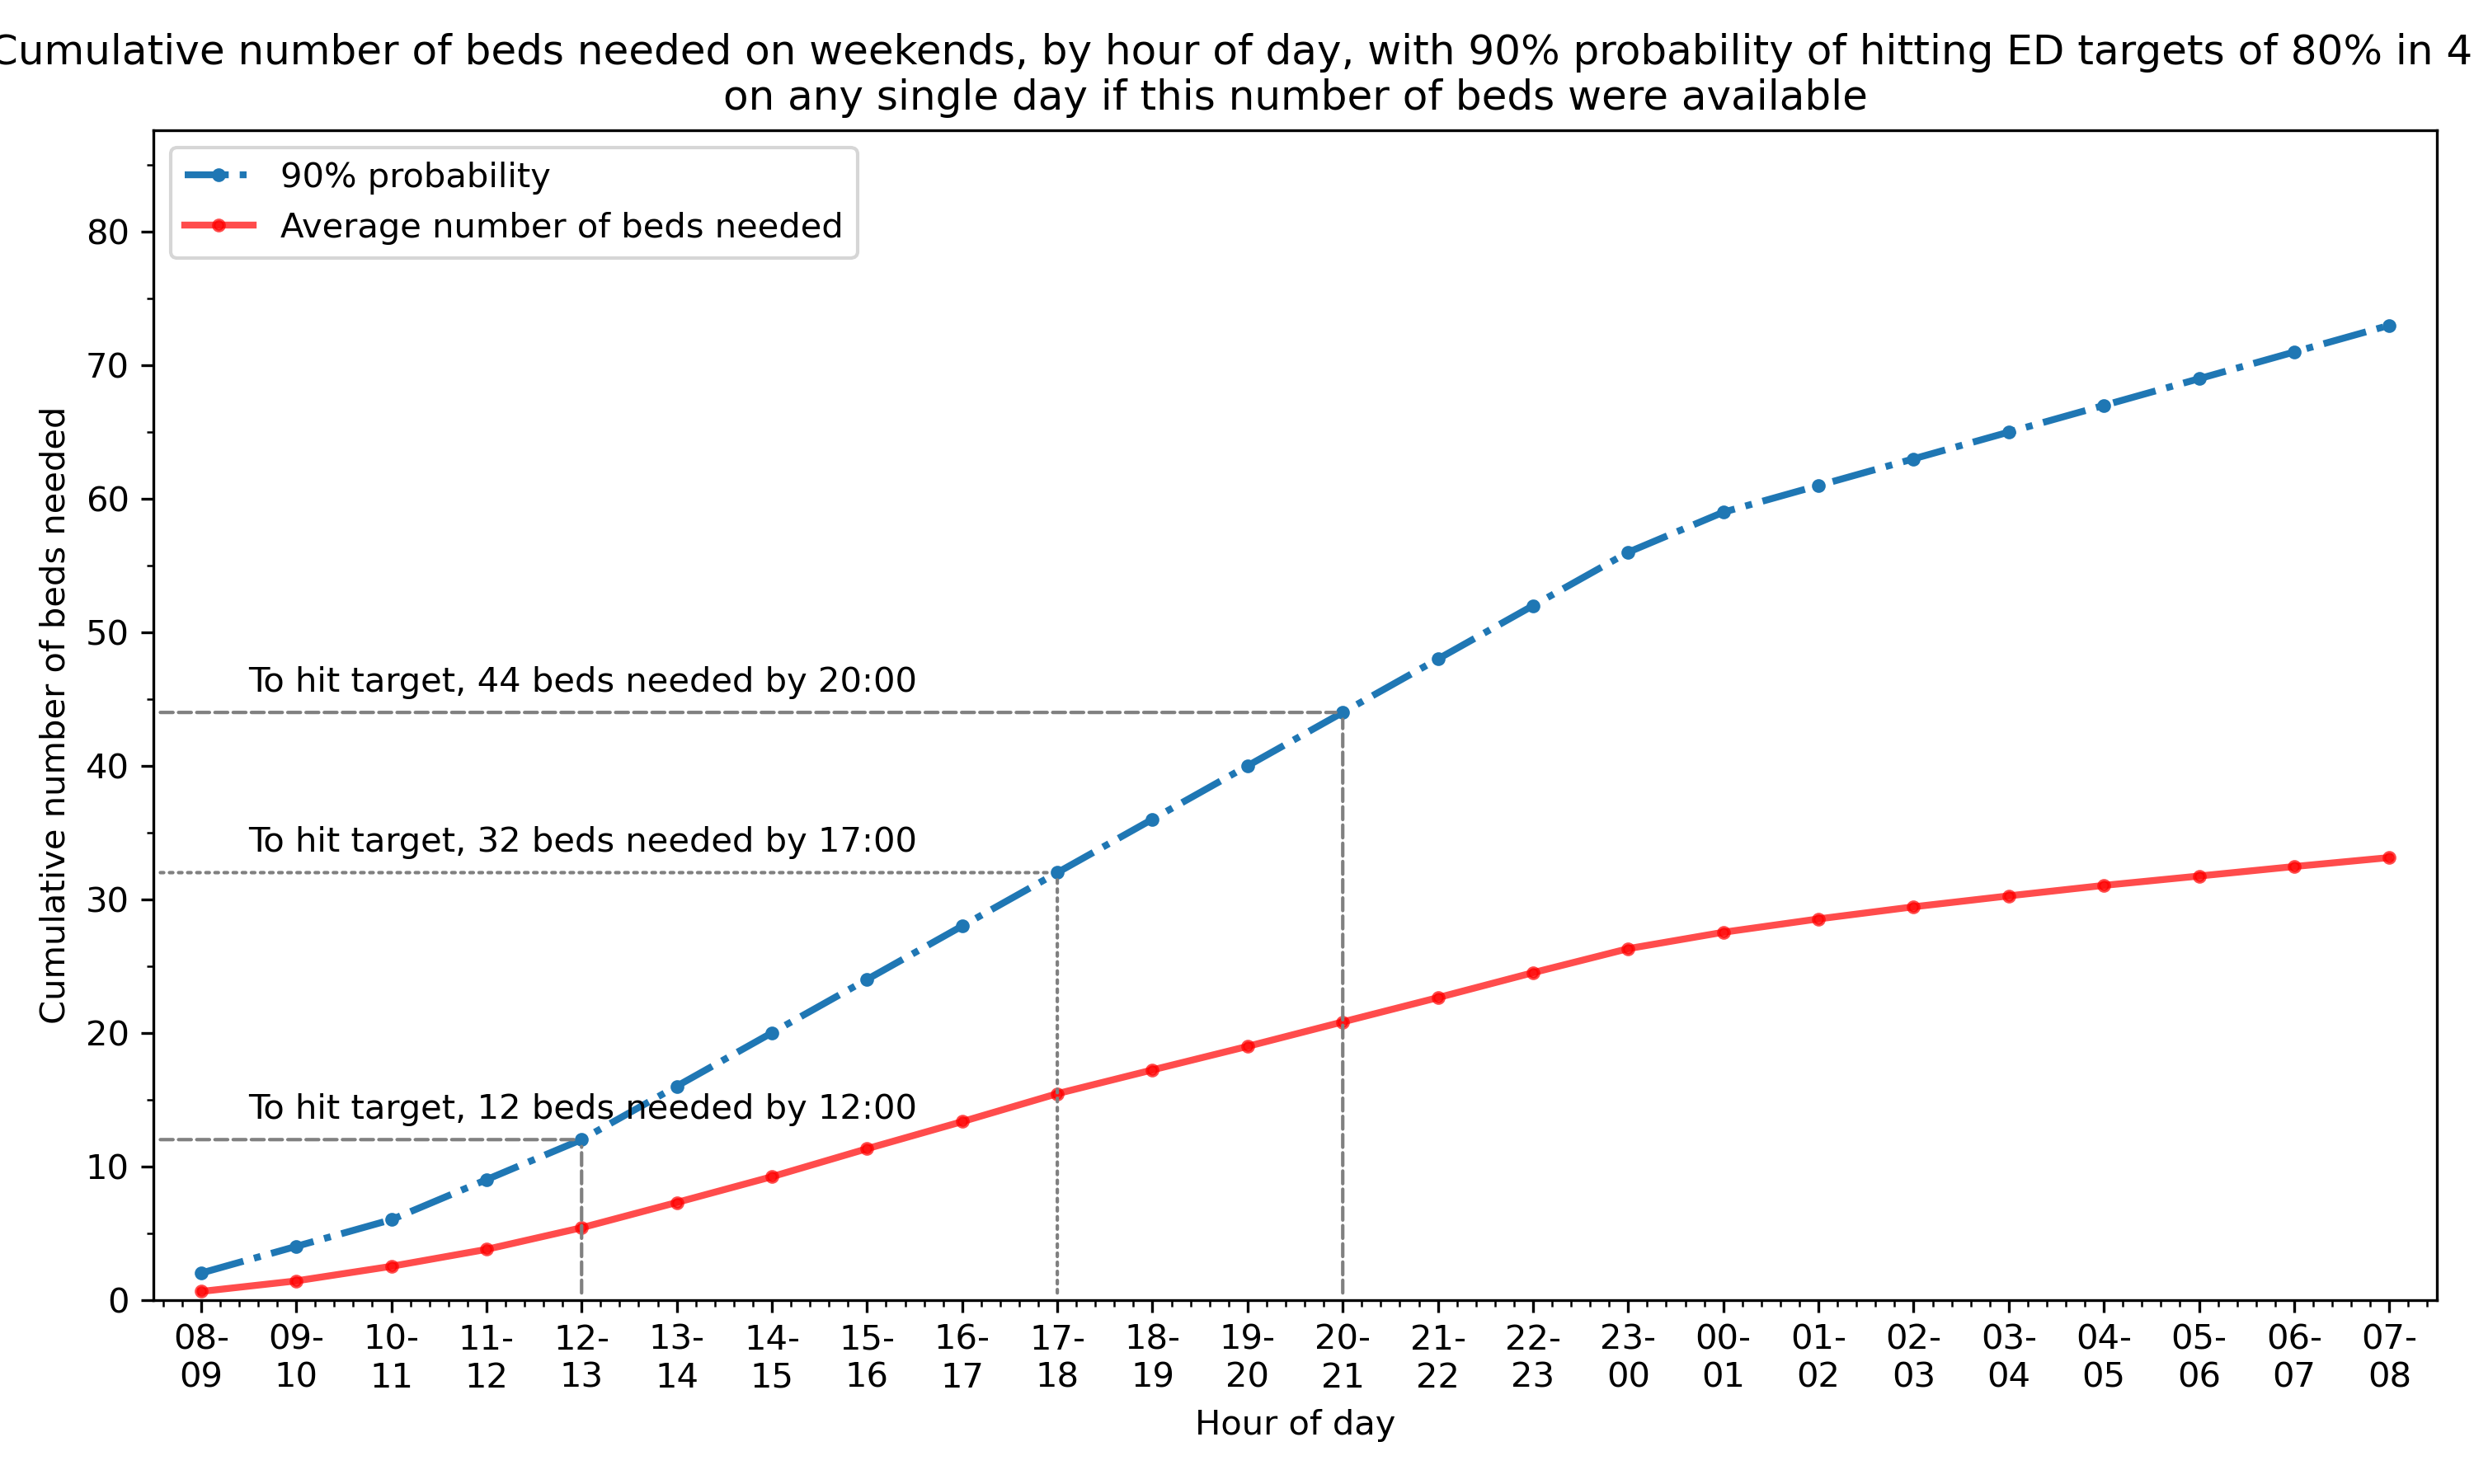 Cumulative number of beds needed on weekends, by hour of day, with 90% probability of hitting ED targets of 80% in 4
on any single day if this number of beds were available
90% probability
Average number of beds needed
Cumulative number of beds needed
80
70
60
50
40
30
20
10
0
To hit target, 44 beds needed by 20:00
To hit target, 32 beds needed by 17:00
To hit target, 12 beds needed by 12:00
08- 09- 10- 11- 12- 13- 14- 15- 16- 17- 18- 19- 20- 21- 22- 23- 00- 01- 02- 03- 04- 05- 06- 07-
09 10 11 12 13 14 15 16 17 18 19 20 21 22 23 00 01 02 03 04 05 06 07 08
Hour of day